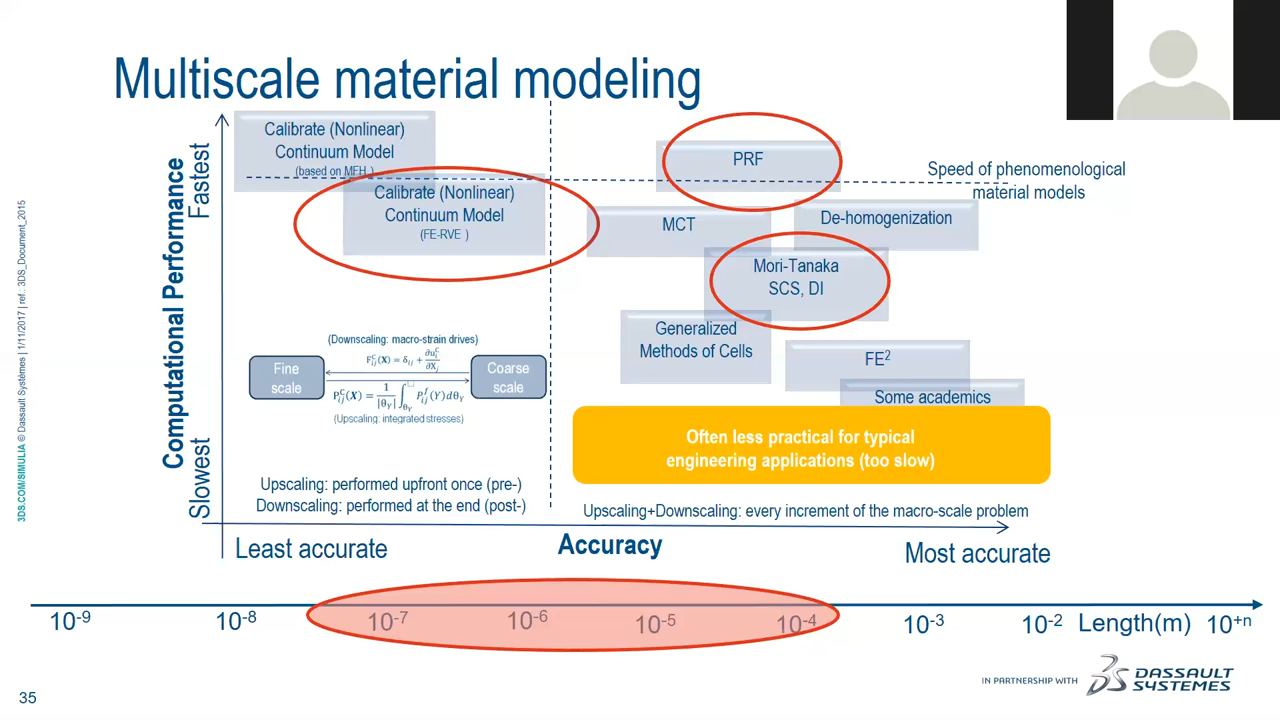 Multiscale material modeling
Computational Performance
Fastest
Slowest
Calibrate (Nonlinear)
Continuum Model
(based on MFH )
Calibrate (Nonlinear)
Continuum Model
(FE-RVE )
PRF
Speed of phenomenological
material models
MCT
De-homogenization
Mori-Tanaka
SCS, DI
Generalized
Methods of Cells
FE2
Some academics
Often less practical for typical
engineering applications (too slow)
(Downscaling: macro-strain drives)
Fine
scale
Coarse
scale
(Upscaling: integrated stresses)
Upscaling: performed upfront once (pre-)
Downscaling: performed at the end (post-)
Upscaling+Downscaling: every increment of the macro-scale problem
Least accurate
Accuracy
Most accurate
10-9 10-8 10-7 10-6 10-5 10-4 10-3 10-2 Length(m) 10+n
3DS.COM/SIMULIA © Dassault Systèmes | 1/11/2017 | ref.: 3DS_Document_2015
35
IN PARTNERSHIP WITH
DASSAULT
SYSTEMES